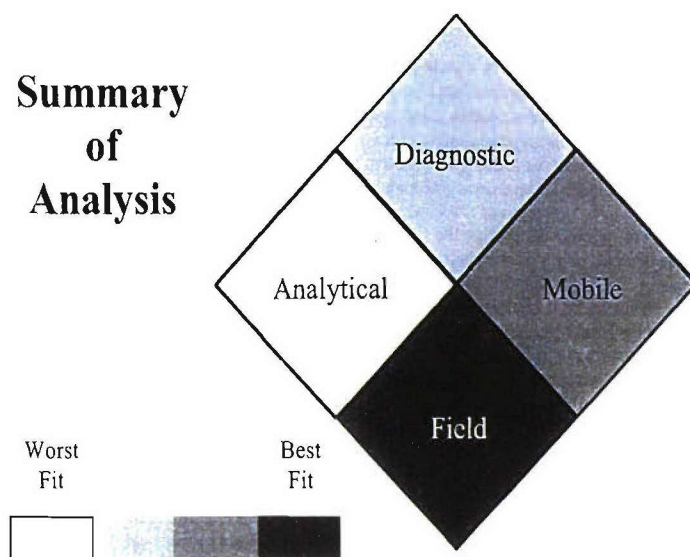 Summary
of
Analysis
Diagnostic
Analytical
Mobile
Field
Worst
Fit
Best
Fit